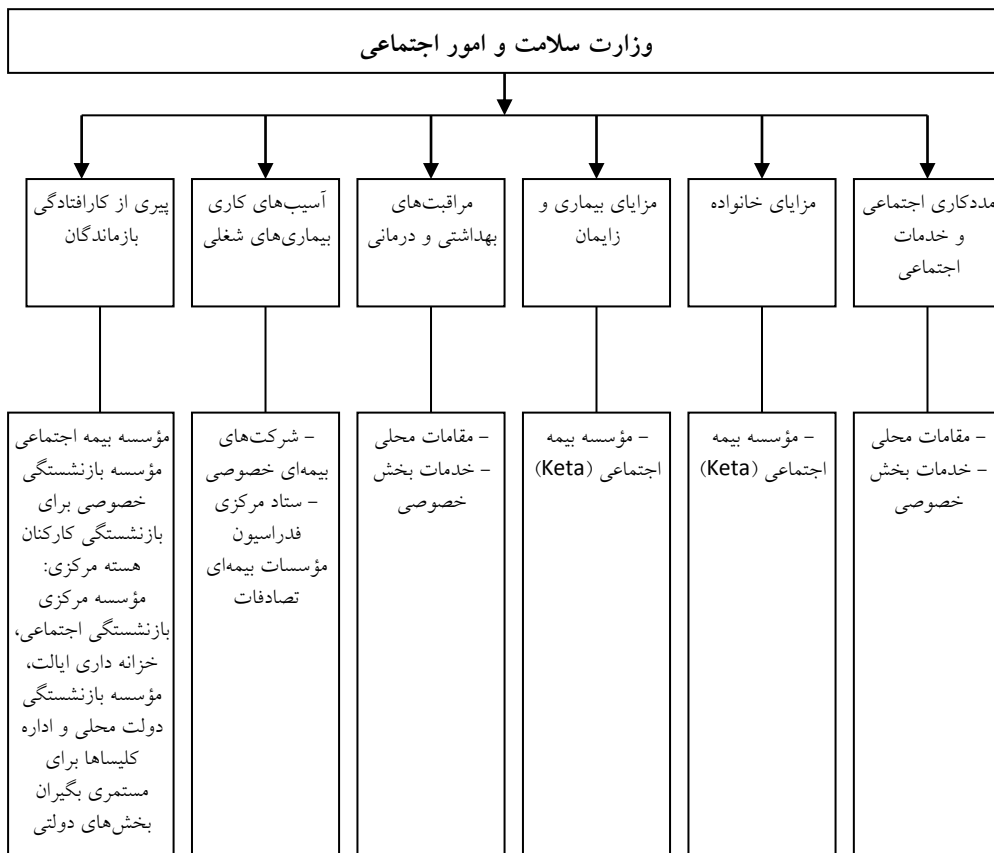 وزارت سلامت و امور اجتماعی
مددکاری اجتماعی
و خدمات
اجتماعی
مزایای خانواده
مزایای بیماری و
زایمان
مراقبت‌های
بهداشتی و درمانی
آسیب‌های کاری
بیماری‌های شغلی
پیری از کارافتادگی
بازماندگان
– مقامات محلی
– خدمات بخش
خصوصی
– مؤسسه بیمه
اجتماعی (Keta)
– مؤسسه بیمه
اجتماعی (Keta)
– مقامات محلی
– خدمات بخش
خصوصی
– شرکت‌های
بیمه‌ای خصوصی
– ستاد مرکزی
فدراسیون
مؤسسات بیمه‌ای
تصادفات
مؤسسه بیمه اجتماعی
مؤسسه بازنشستگی
خصوصی برای
بازنشستگی کارکنان
هسته مرکزی:
مؤسسه مرکزی
بازنشستگی اجتماعی،
خزانه داری ایالت،
مؤسسه بازنشستگی
دولت محلی و اداره
کلیساها برای
مستمری بگیران
بخش‌های دولتی